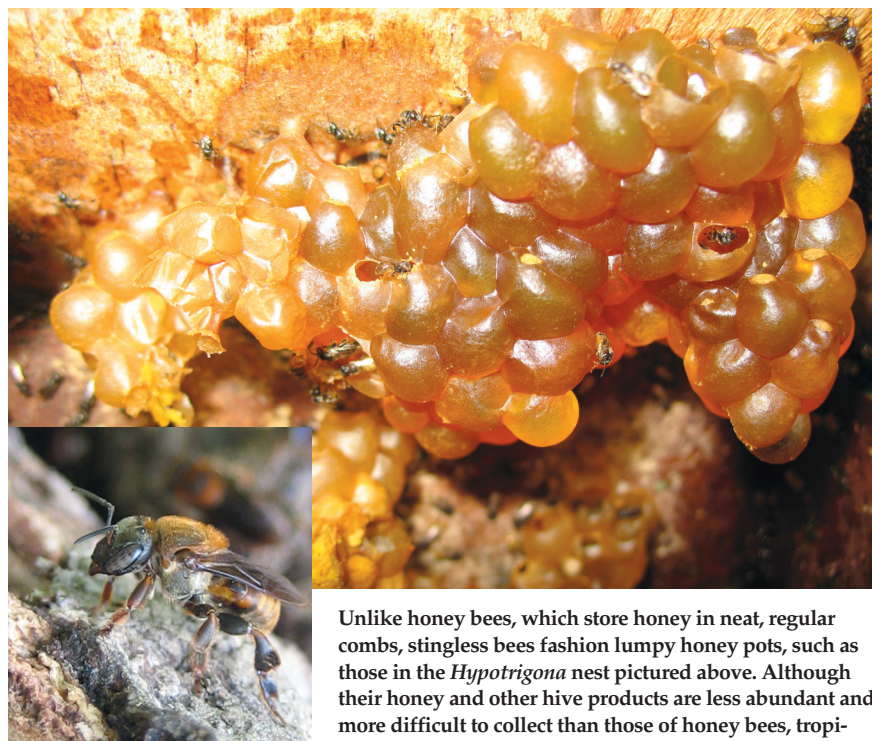 Unlike honey bees, which store honey in neat, regular
combs, stingless bees fashion lumpy honey pots, such as
those in the Hypotrigona nest pictured above. Although
their honey and other hive products are less abundant and
more difficult to collect than those of honey bees, tropi-